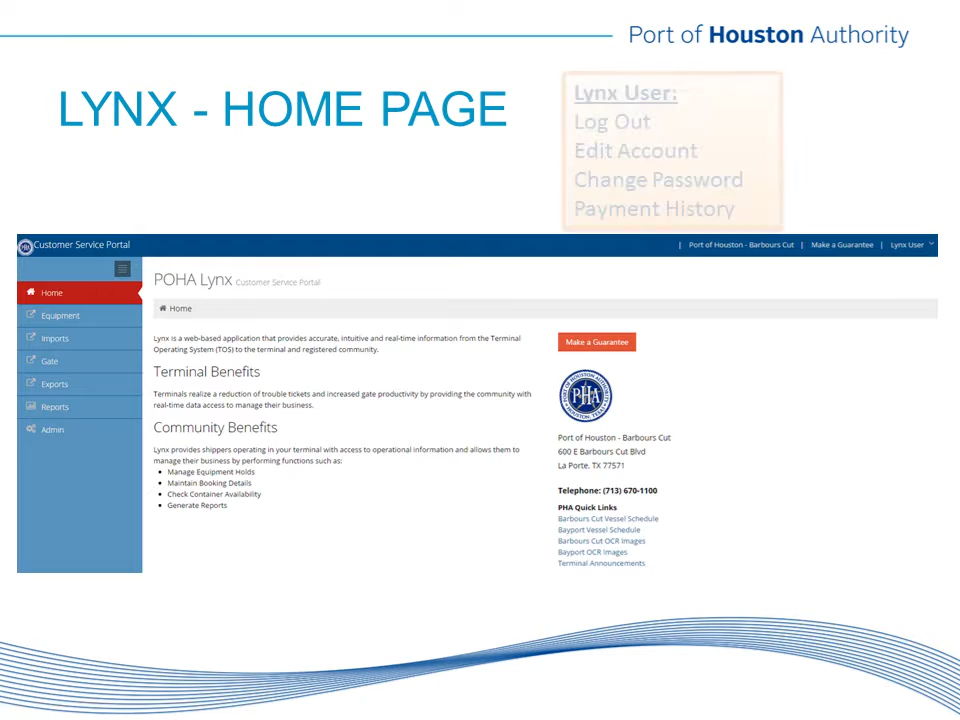 Port of Houston Authority
LYNX - HOME PAGE
Lynx User:
Log Out
Edit Account
Change Password
Payment History
Customer Service Portal
| Port of Houston - Barbours Cut | Make a Guarantee | Lynx User
Home
Equipment
Imports
Gate
Exports
Reports
Admin
POHA Lynx Customer Service Portal
Home
Lynx is a web-based application that provides accurate, intuitive and real-time information from the Terminal
Operating System (TOS) to the terminal and registered community.
Terminal Benefits
Terminals realize a reduction of trouble tickets and increased gate productivity by providing the community with
real-time data access to manage their business.
Community Benefits
Lynx provides shippers operating in your terminal with access to operational information and allows them to
manage their business by performing functions such as:
• Manage Equipment Holds
• Maintain Booking Details
• Check Container Availability
• Generate Reports
Make a Guarantee
PORT OF HOUSTON AUTHORITY
PHA
HOUSTON, TEXAS
Port of Houston - Barbours Cut
600 E Barbours Cut Blvd
La Porte. TX 77571
Telephone: (713) 670-1100
PHA Quick Links
Barbours Cut Vessel Schedule
Bayport Vessel Schedule
Barbours Cut OCR Images
Bayport OCR Images
Terminal Announcements